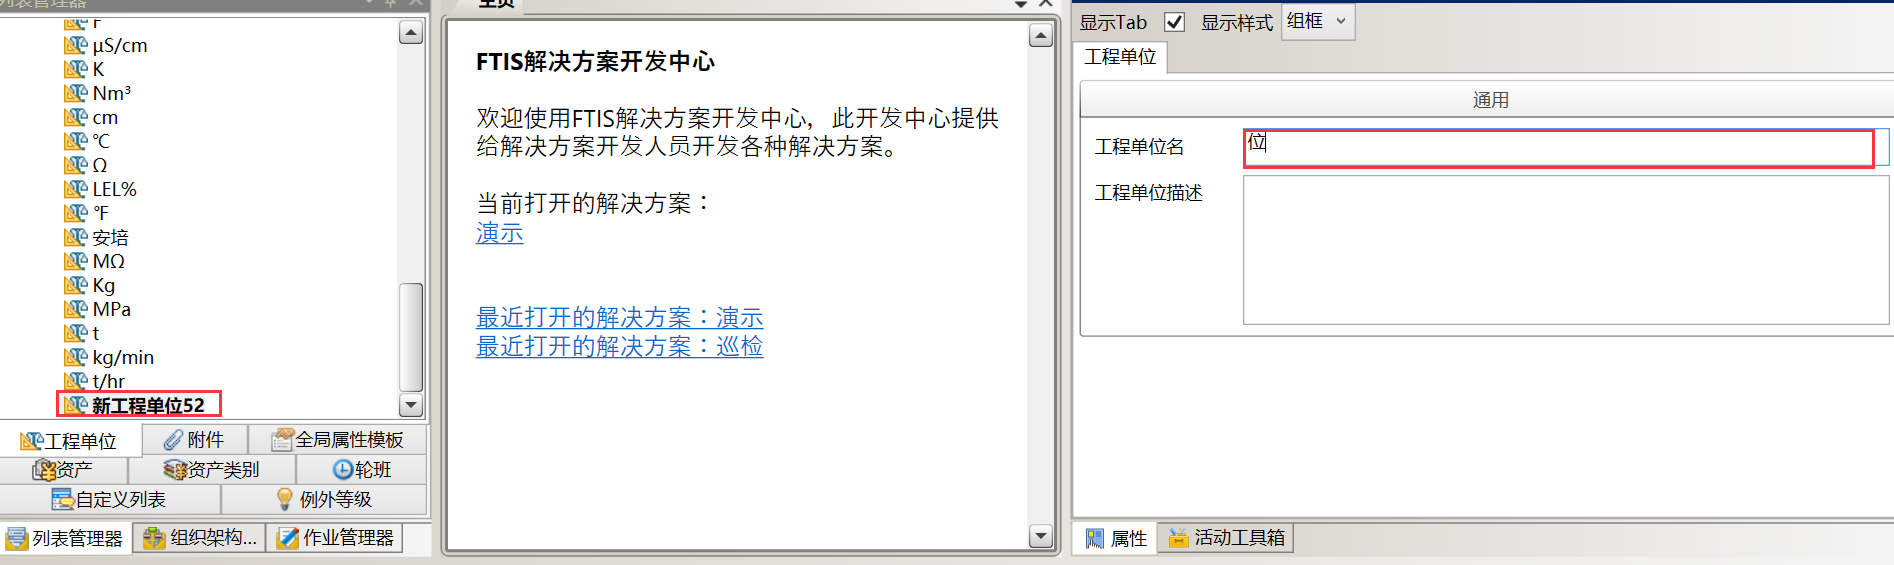 列表管理器
F
µS/cm
K
Nm³
cm
℃
Ω
LEL%
℉
安培
MΩ
Kg
MPa
t
kg/min
t/hr
新工程单位52
工程单位 附件 全局属性模板
资产 资产类别 轮班
自定义列表 例外等级
列表管理器 组织架构... 作业管理器
主页
FTIS解决方案开发中心
欢迎使用FTIS解决方案开发中心，此开发中心提供
给解决方案开发人员开发各种解决方案。
当前打开的解决方案：
演示
最近打开的解决方案：演示
最近打开的解决方案：巡检
显示Tab 显示样式 组框
工程单位
通用
工程单位名 位
工程单位描述
属性 活动工具箱